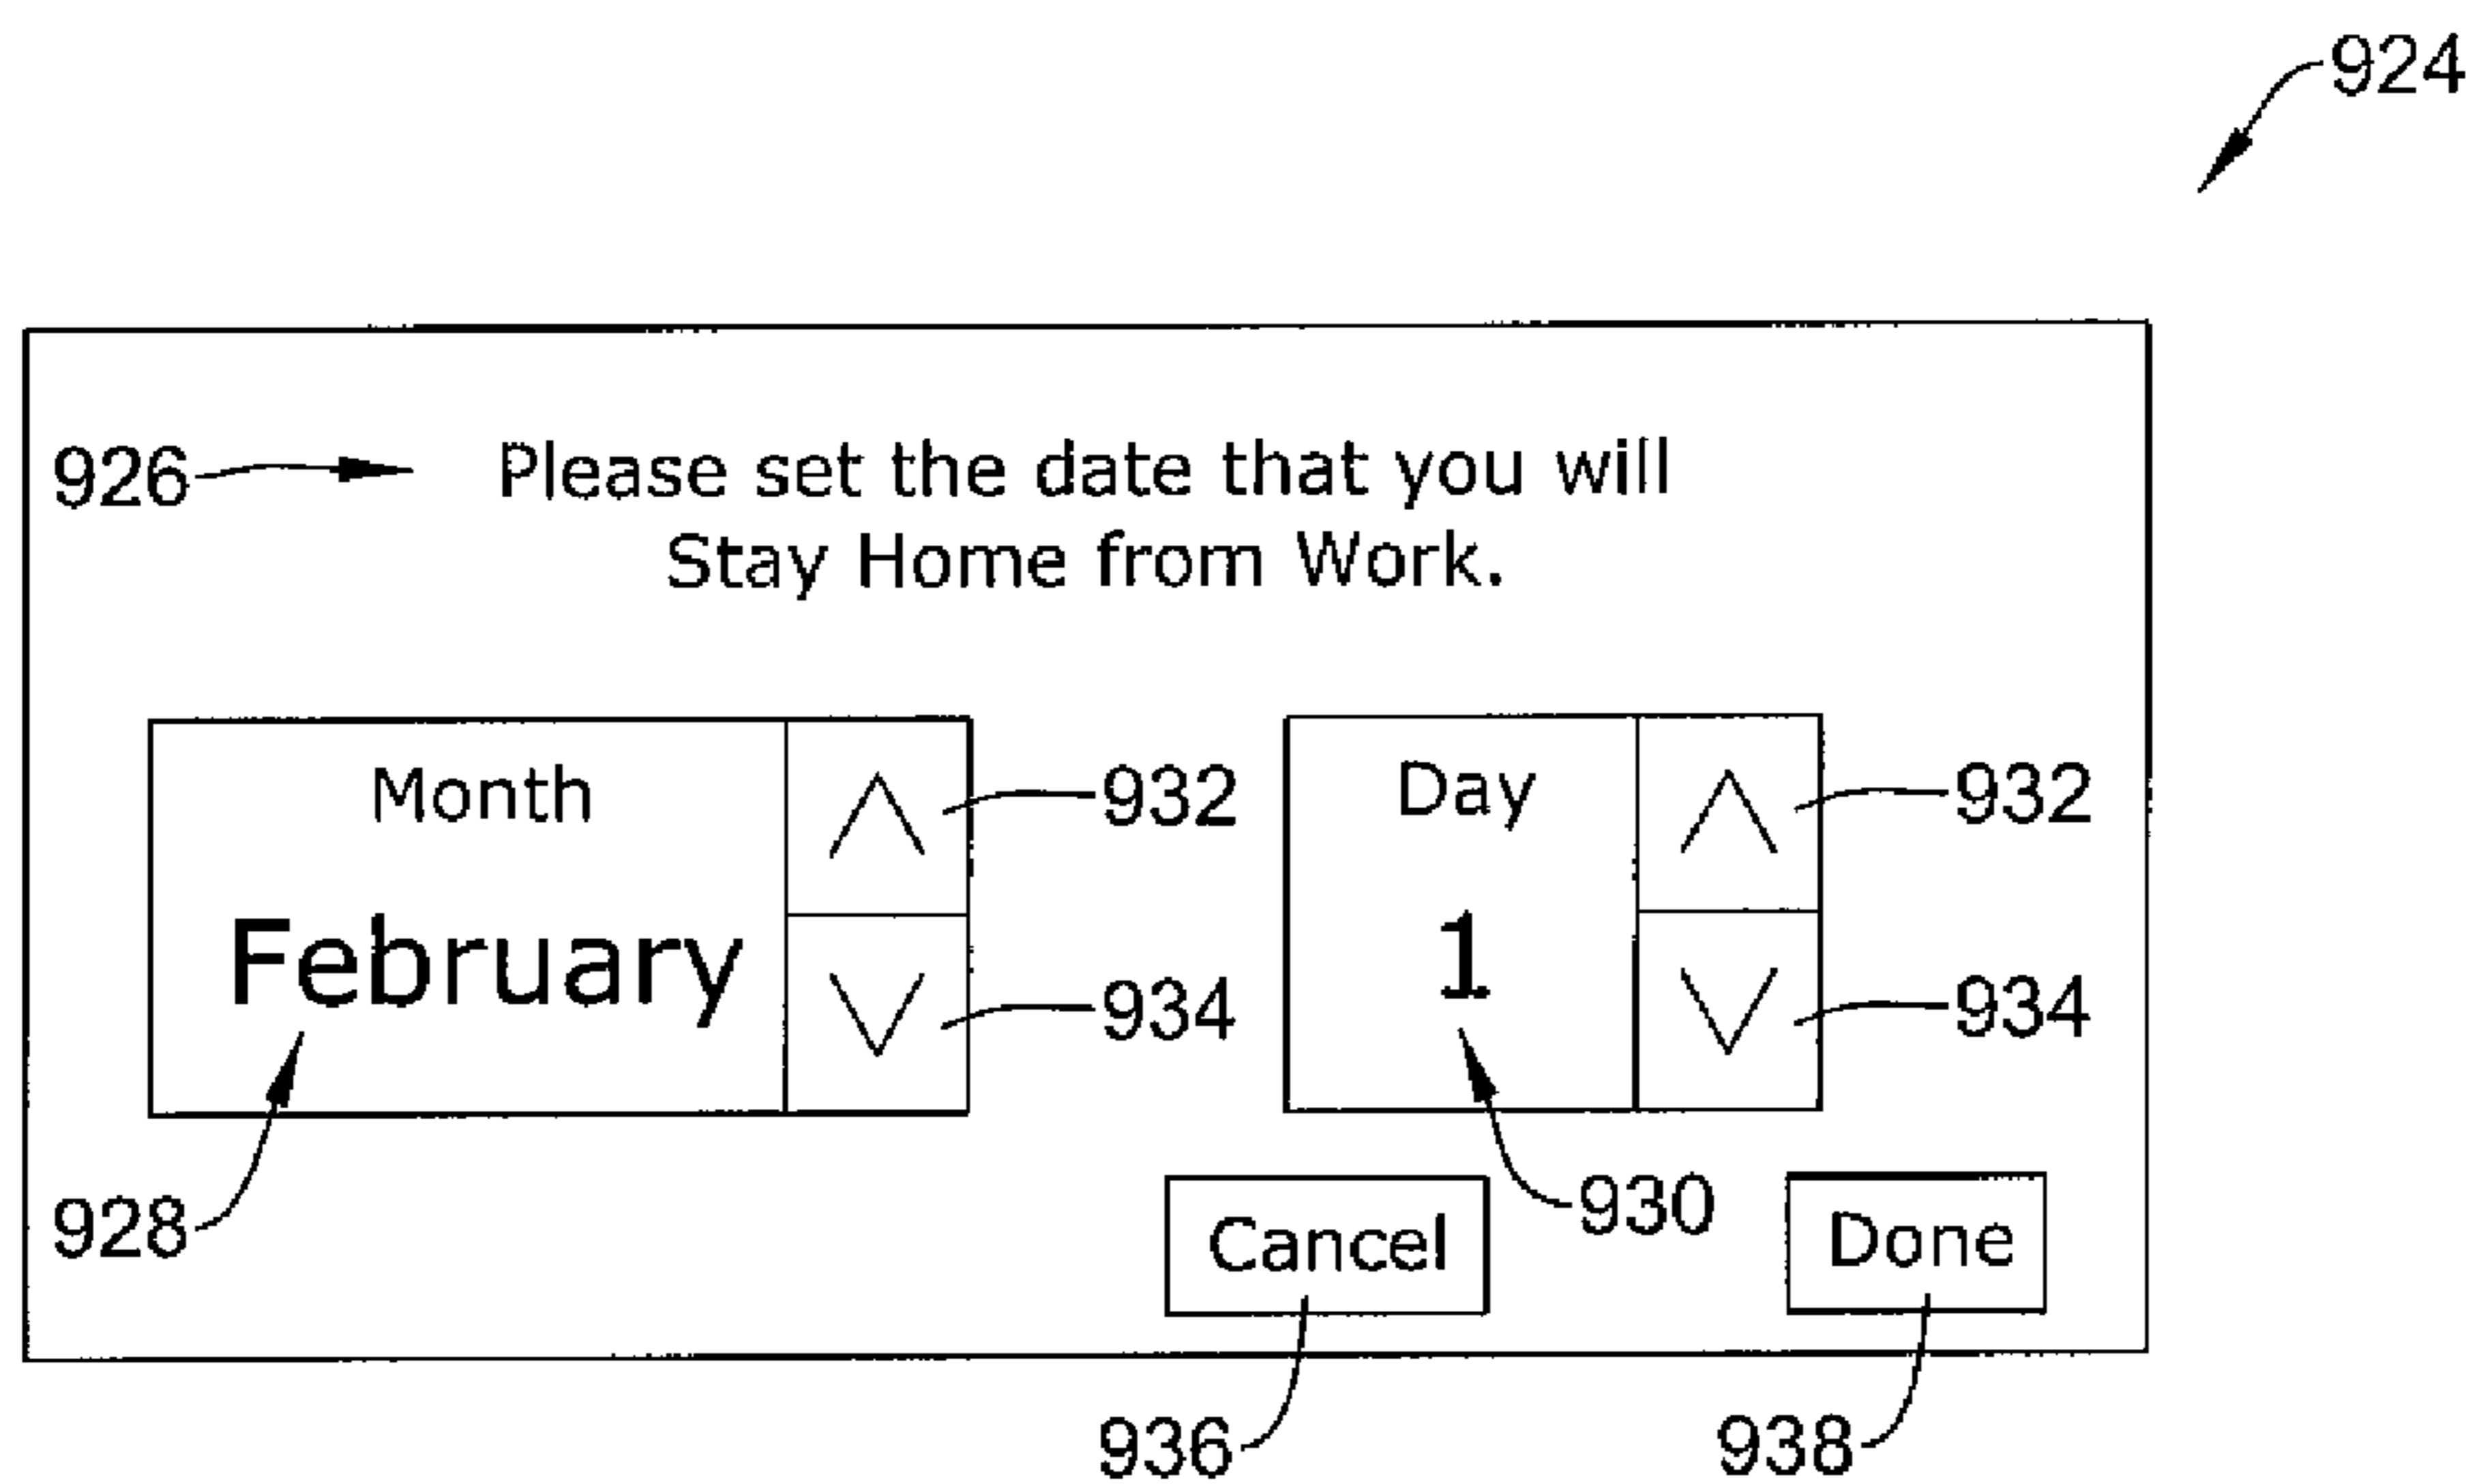 924
926 Please set the date that you will
Stay Home from Work.
Month 932 Day 932
February 934 1 934
928 Cancel 930 Done
936 938